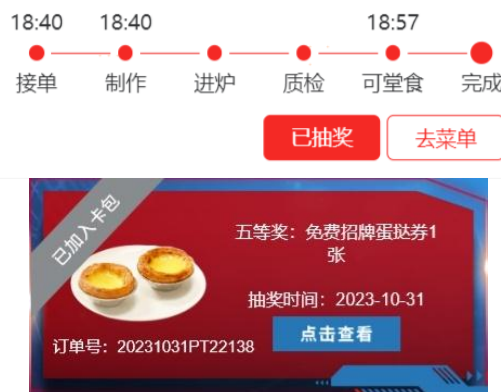 18:40 18:40 18:57
接单 制作 进炉 质检 可堂食 完成
已抽奖 去菜单
已加入卡包
五等奖：免费招牌蛋挞券1
张
抽奖时间：2023-10-31
点击查看
订单号：20231031PT22138